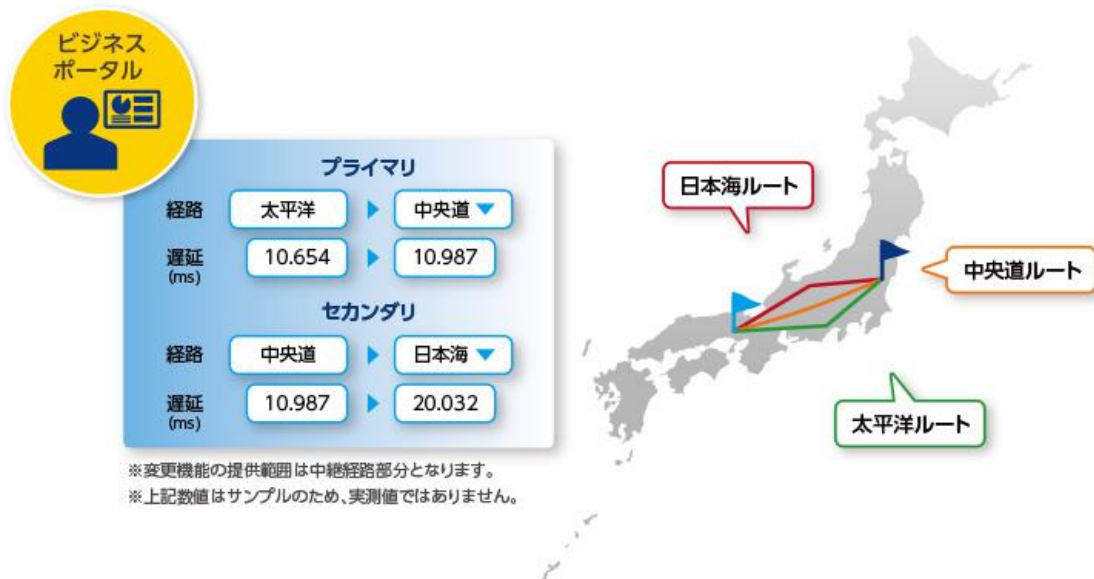 ビジネス
ポータル
プライマリ
経路 太平洋 中央道
遅延 10.654 10.987
(ms)
セカンダリ
経路 中央道 日本海
遅延 10.987 20.032
(ms)
※変更機能の提供範囲は中継経路部分となります。
※上記数値はサンプルのため、実測値ではありません。
日本海ルート
中央道ルート
太平洋ルート